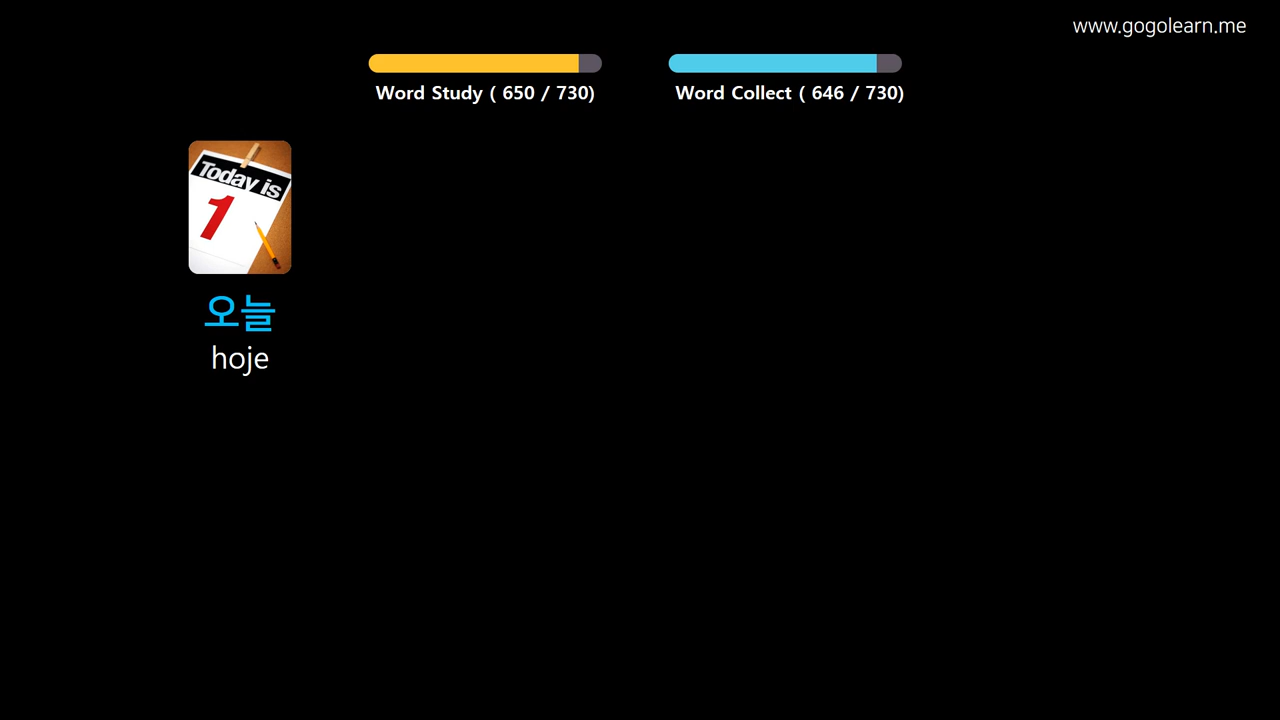 www.gogolearn.me
Word Study ( 650 / 730)
Word Collect ( 646 / 730)
Today is
1
오늘
hoje